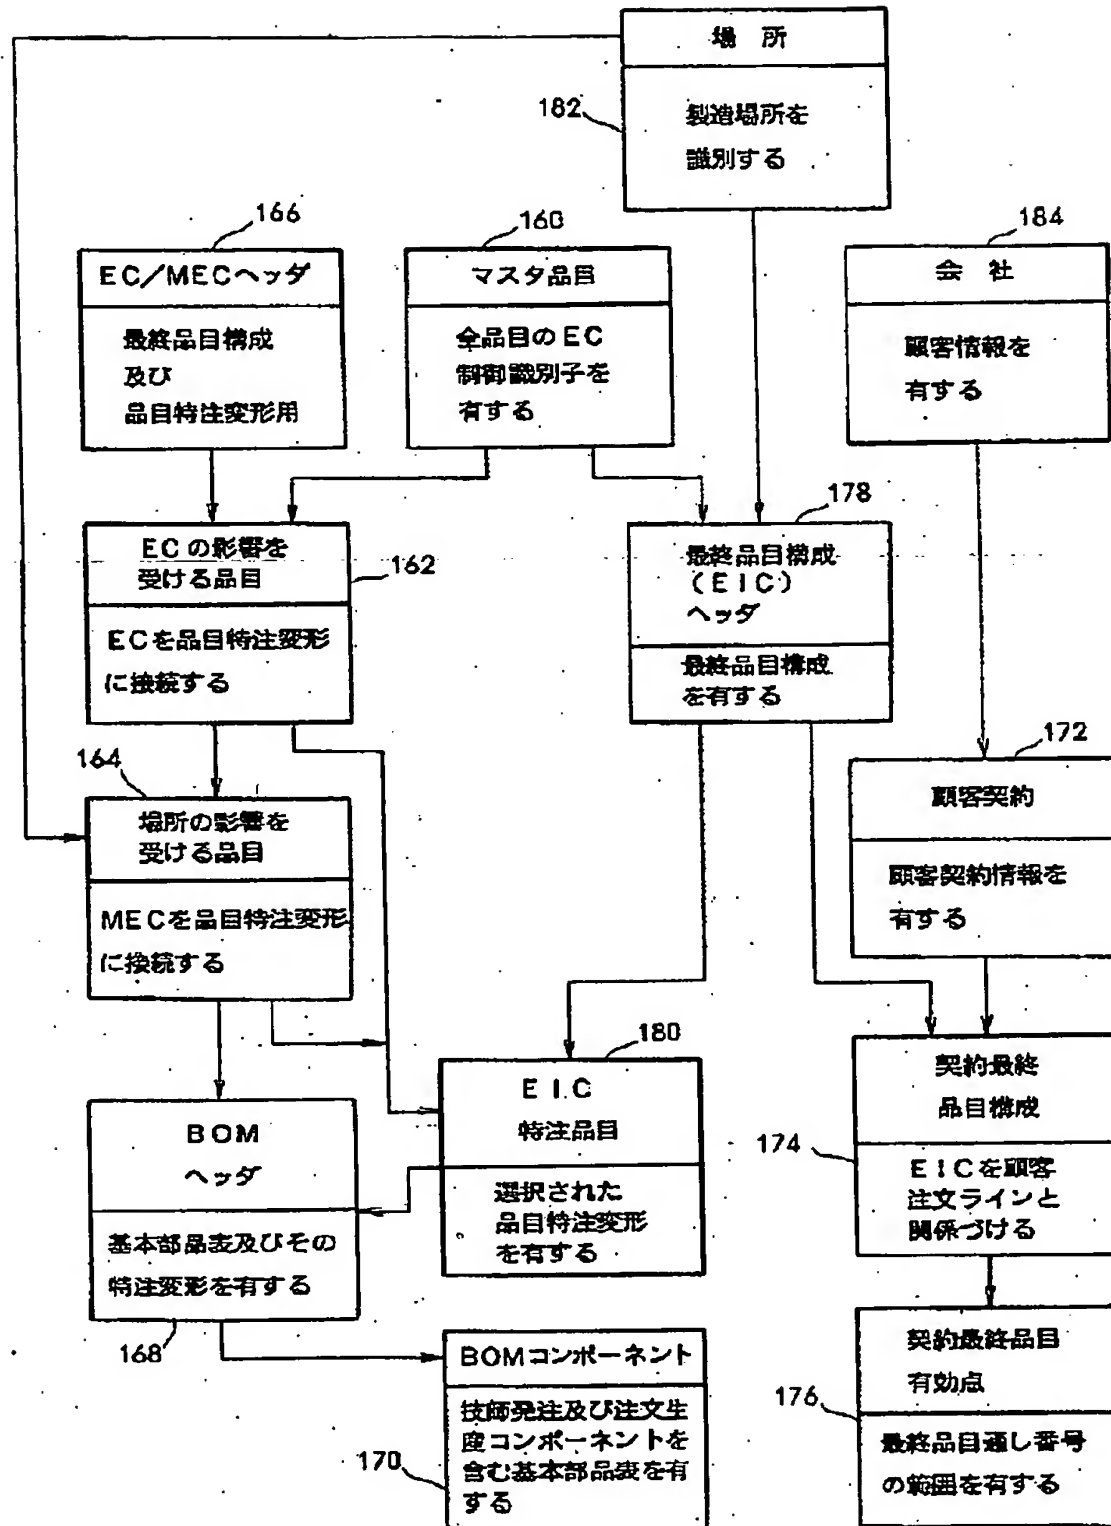 場 所
182
製造場所を
識別する
166
EC/MECヘッダ
最終品目構成
及び
品目特注変形用
160
マスタ品目
全品目のEC
制御識別子を
有する
184
会 社
顧客情報を
有する
ECの影響を
受ける品目
162
ECを品目特注変形
に接続する
178
最終品目構成
(EIC)
ヘッダ
最終品目構成
を有する
164
場所の影響を
受ける品目
MECを品目特注変形
に接続する
172
顧客契約
顧客契約情報を
有する
180
EIC
特注品目
選択された
品目特注変形
を有する
BOM
ヘッダ
基本部品表及びその
特注変形を有する
168
契約最終
品目構成
174
EICを顧客
注文ラインと
関係づける
BOMコンポーネント
技師発注及び注文生
産コンポーネントを
含む基本部品表を有
する
170
契約最終品目
有効点
176
最終品目通し番号
の範囲を有する